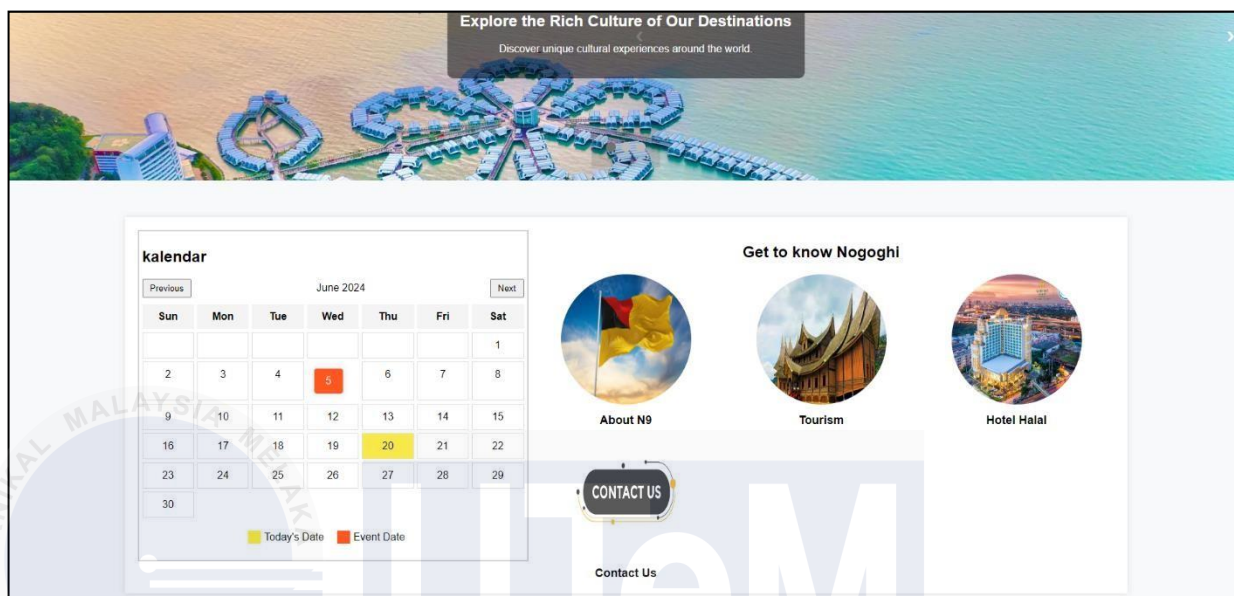 Explore the Rich Culture of Our Destinations
Discover unique cultural experiences around the world.
kalendar
Previous June 2024 Next
Sun Mon Tue Wed Thu Fri Sat
1
2 3 4 5 6 7 8
9 10 11 12 13 14 15
16 17 18 19 20 21 22
23 24 25 26 27 28 29
30
Today's Date Event Date
Get to know Nogoghi
About N9 Tourism Hotel Halal
CONTACT US
Contact Us
MALAYSIA MELAKA
UTeM